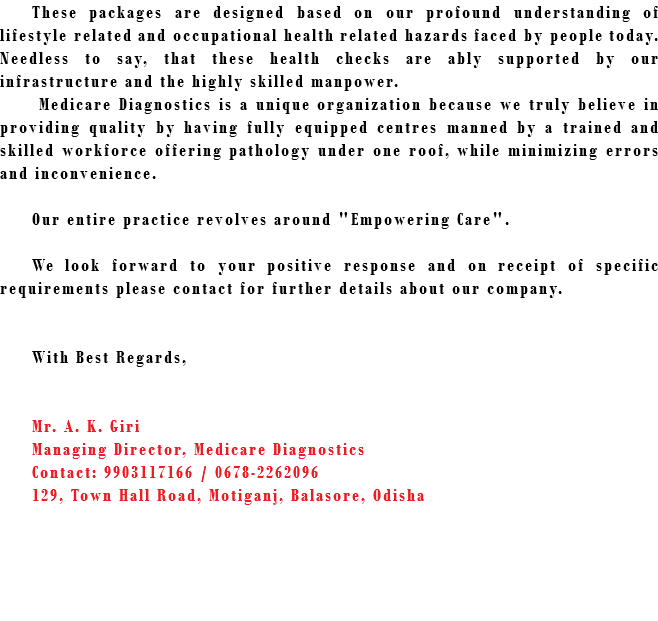 These packages are designed based on our profound understanding of
lifestyle related and occupational health related hazards faced by people today.
Needless to say, that these health checks are ably supported by our
infrastructure and the highly skilled manpower.
Medicare Diagnostics is a unique organization because we truly believe in
providing quality by having fully equipped centres manned by a trained and
skilled workforce offering pathology under one roof, while minimizing errors
and inconvenience.
Our entire practice revolves around "Empowering Care".
We look forward to your positive response and on receipt of specific
requirements please contact for further details about our company.
With Best Regards,
Mr. A. K. Giri
Managing Director, Medicare Diagnostics
Contact: 9903117166 / 0678-2262096
129, Town Hall Road, Motiganj, Balasore, Odisha